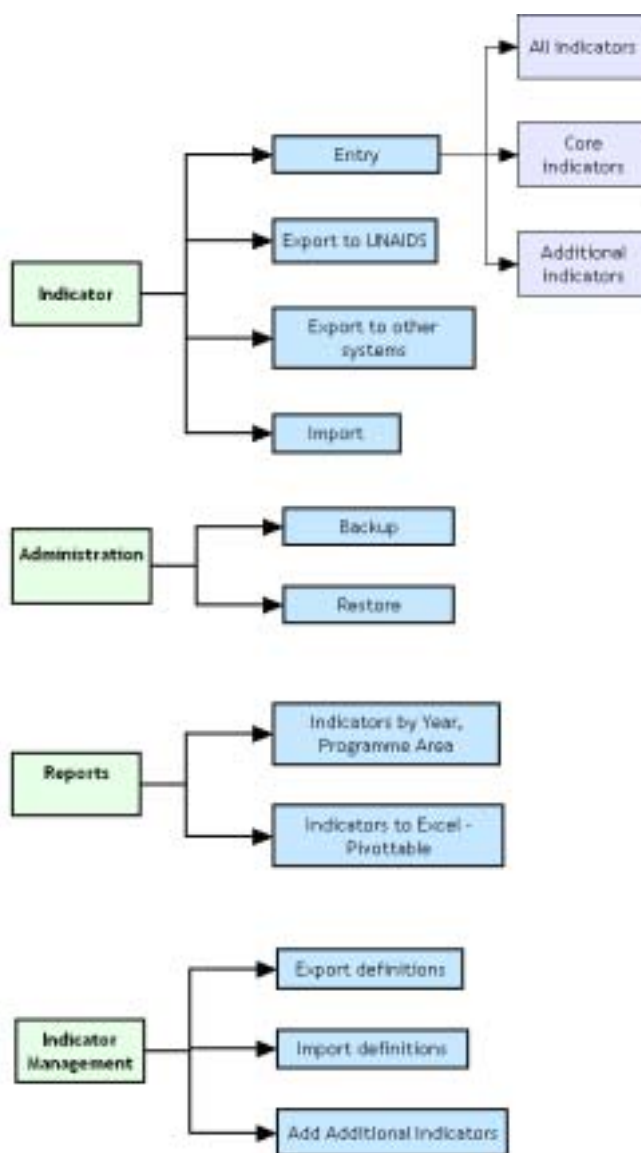 All indicators
Entry
Core
indicators
Export to UNAIDS
Additional
indicators
Indicator
Export to other
systems
Import
Backup
Administration
Restore
Indicators by Year,
Programme Area
Reports
Indicators to Excel -
Pivottable
Export definitions
Indicator
Management
Import definitions
Add Additional Indicators